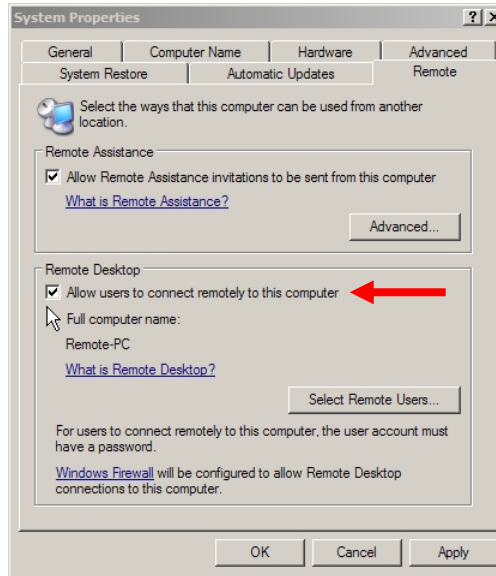 System Properties
General Computer Name Hardware Advanced
System Restore Automatic Updates Remote
Select the ways that this computer can be used from another
location.
Remote Assistance
Allow Remote Assistance invitations to be sent from this computer
What is Remote Assistance?
Advanced...
Remote Desktop
Allow users to connect remotely to this computer
Full computer name:
Remote-PC
What is Remote Desktop?
Select Remote Users...
For users to connect remotely to this computer, the user account must
have a password.
Windows Firewall will be configured to allow Remote Desktop
connections to this computer.
OK Cancel Apply